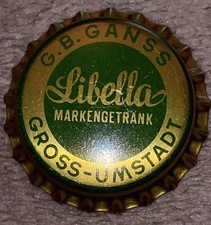 G.B. GANSS
Libella
MARKENGETRÄNK
GROSS-UMSTADT